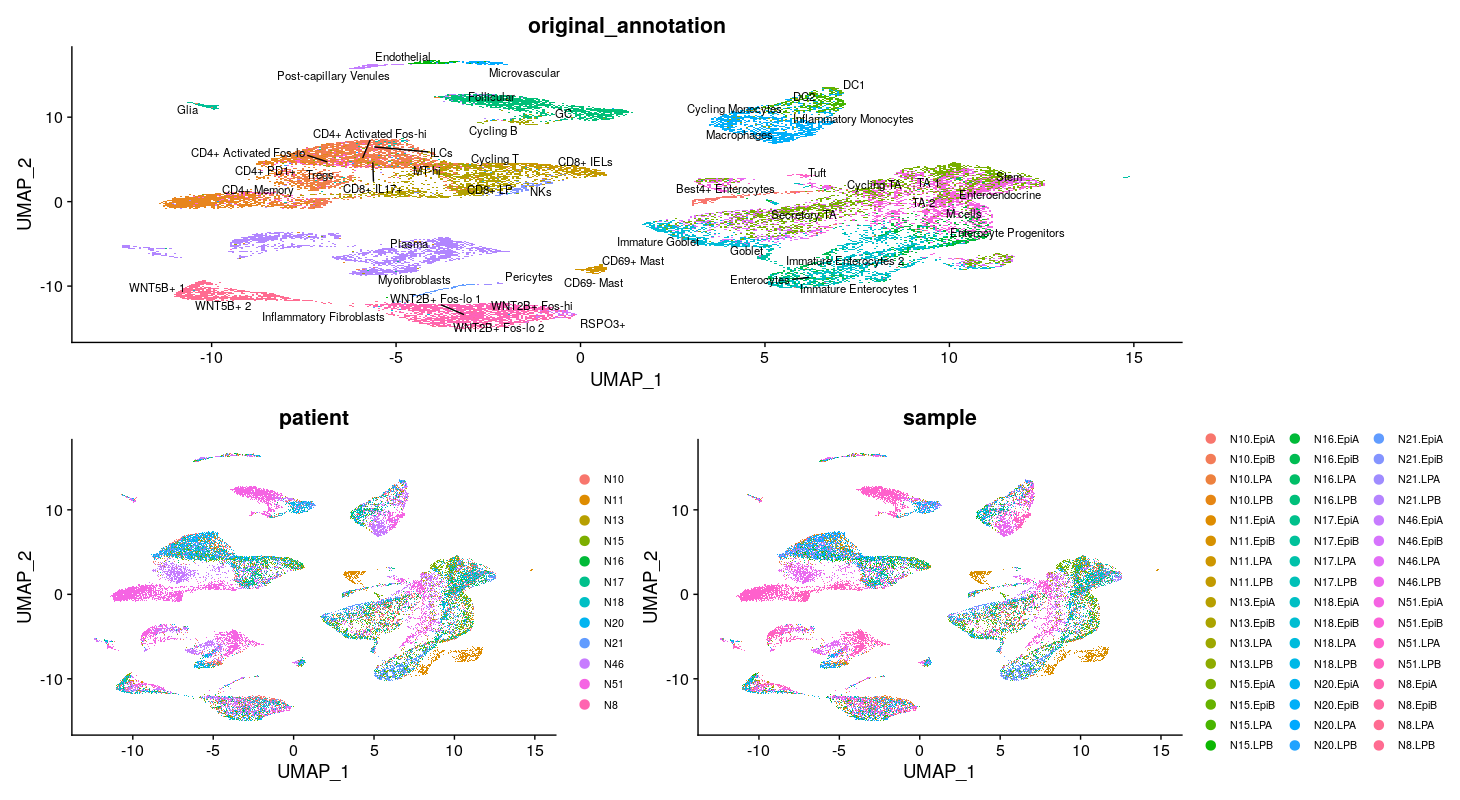 original_annotation
Endothelial
Post-capillary Venules
Microvascular
DC1
DC2
Glia
Follicular
GC
Cycling B
Cycling Monocytes
Inflammatory Monocytes
Macrophages
CD4+ Activated Fos-hi
CD4+ Activated Fos-lo
ILCs
Cycling T
CD8+ IELs
CD4+ PD1+
Tregs
MT-hi
CD4+ Memory
CD8+ IL17+
CD8+ LP
NKs
Tuft
Best4+ Enterocytes
Cycling TA
TA 1
Stem
Enteroendocrine
TA 2
Secretory TA
M cells
Immature Goblet
Goblet
Enterocyte Progenitors
Plasma
CD69+ Mast
Immature Enterocytes 2
Myofibroblasts
Pericytes
CD69- Mast
Enterocytes
Immature Enterocytes 1
WNT5B+ 1
WNT5B+ 2
WNT2B+ Fos-lo 1
WNT2B+ Fos-hi
Inflammatory Fibroblasts
WNT2B+ Fos-lo 2
RSPO3+
10
0
-10
UMAP_2
-10 -5 0 5 10 15
UMAP_1
patient
10
0
-10
UMAP_2
-10 -5 0 5 10 15
UMAP_1
N10
N11
N13
N15
N16
N17
N18
N20
N21
N46
N51
N8
sample
10
0
-10
UMAP_2
-10 -5 0 5 10 15
UMAP_1
N10.EpiA N16.EpiA N21.EpiA
N10.EpiB N16.EpiB N21.EpiB
N10.LPA N16.LPA N21.LPA
N10.LPB N16.LPB N21.LPB
N11.EpiA N17.EpiA N46.EpiA
N11.EpiB N17.EpiB N46.EpiB
N11.LPA N17.LPA N46.LPA
N11.LPB N17.LPB N46.LPB
N13.EpiA N18.EpiA N51.EpiA
N13.EpiB N18.EpiB N51.EpiB
N13.LPA N18.LPA N51.LPA
N13.LPB N18.LPB N51.LPB
N15.EpiA N20.EpiA N8.EpiA
N15.EpiB N20.EpiB N8.EpiB
N15.LPA N20.LPA N8.LPA
N15.LPB N20.LPB N8.LPB